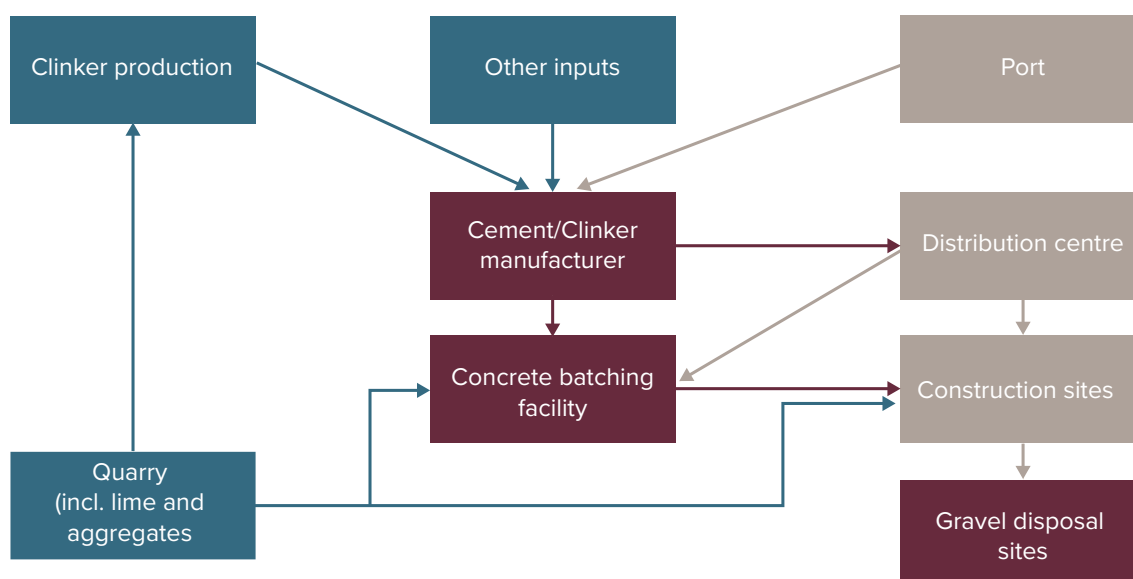 Clinker production
Other inputs
Port
Cement/Clinker
manufacturer
Distribution centre
Concrete batching
facility
Construction sites
Quarry
(incl. lime and
aggregates
Gravel disposal
sites